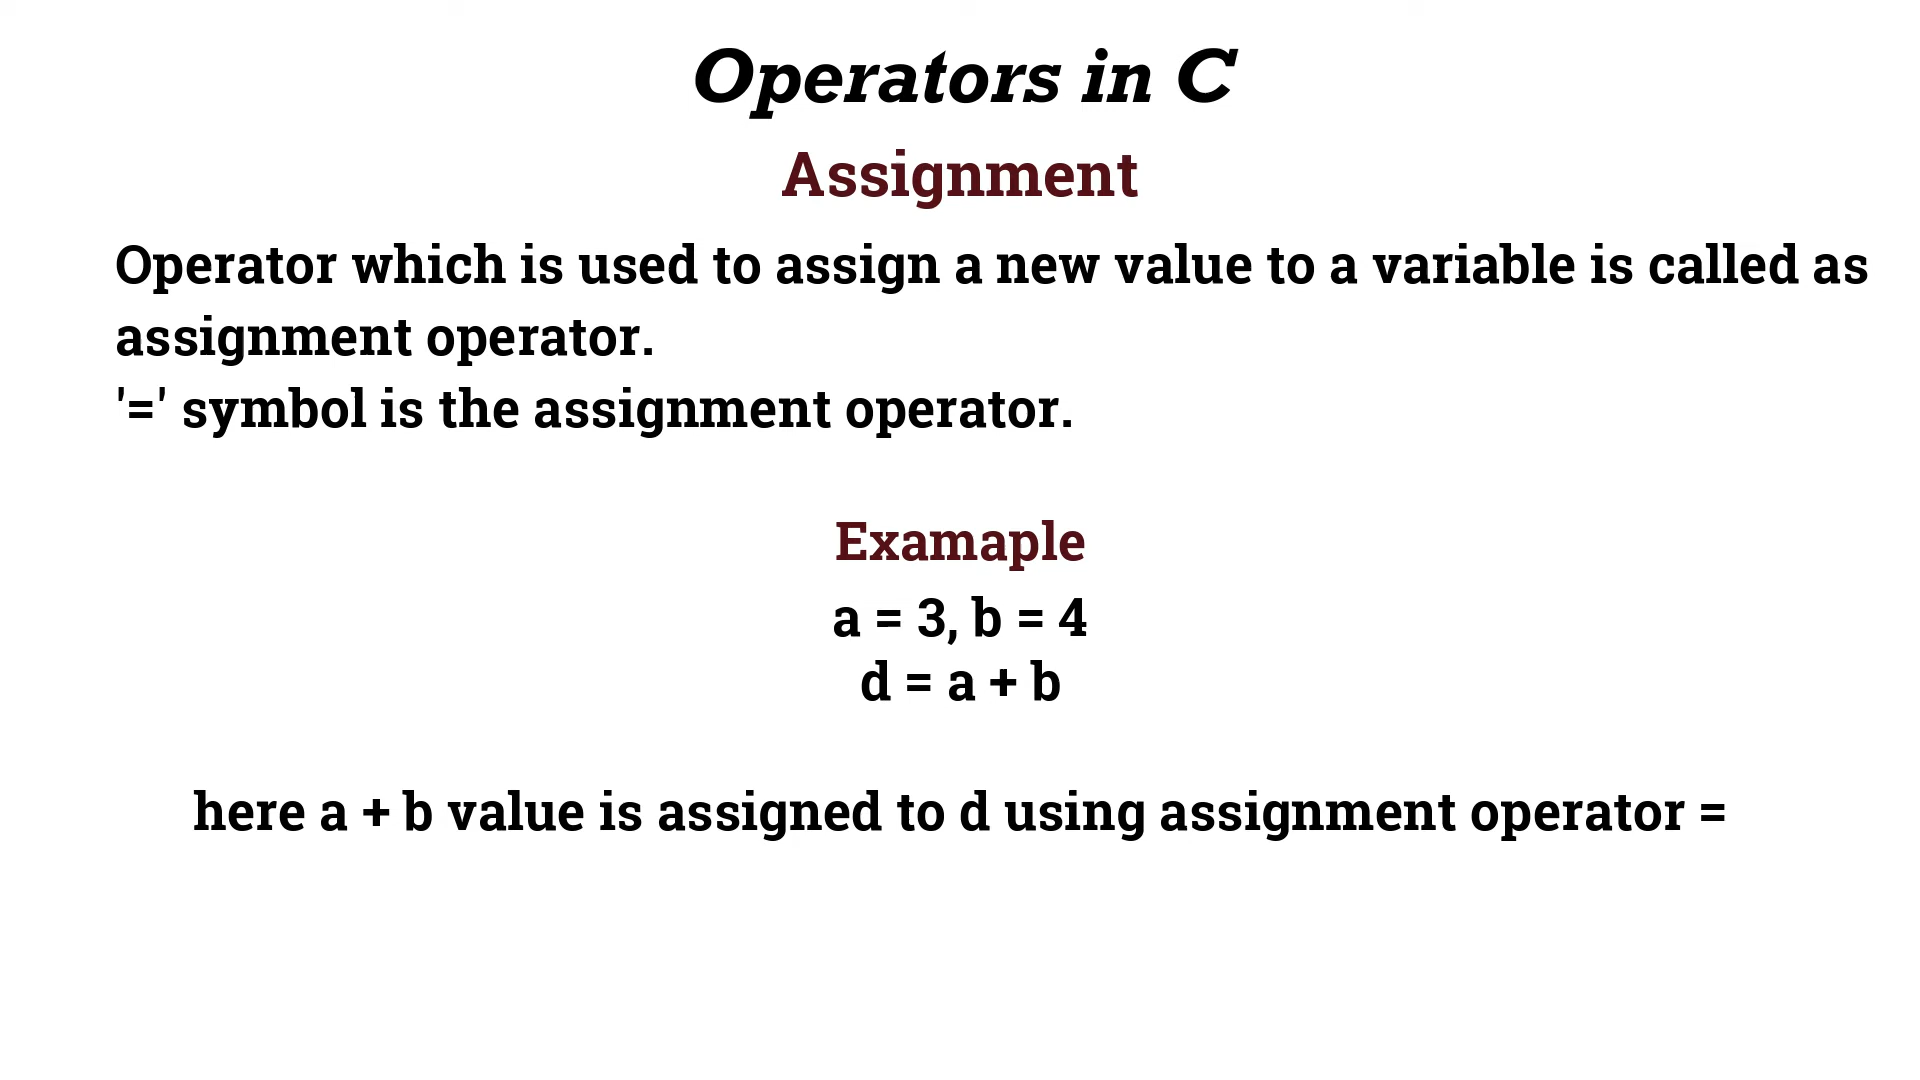 Operators in C
Assignment
Operator which is used to assign a new value to a variable is called as
assignment operator.
'=' symbol is the assignment operator.
Examaple
a = 3, b = 4
d = a + b
here a + b value is assigned to d using assignment operator =